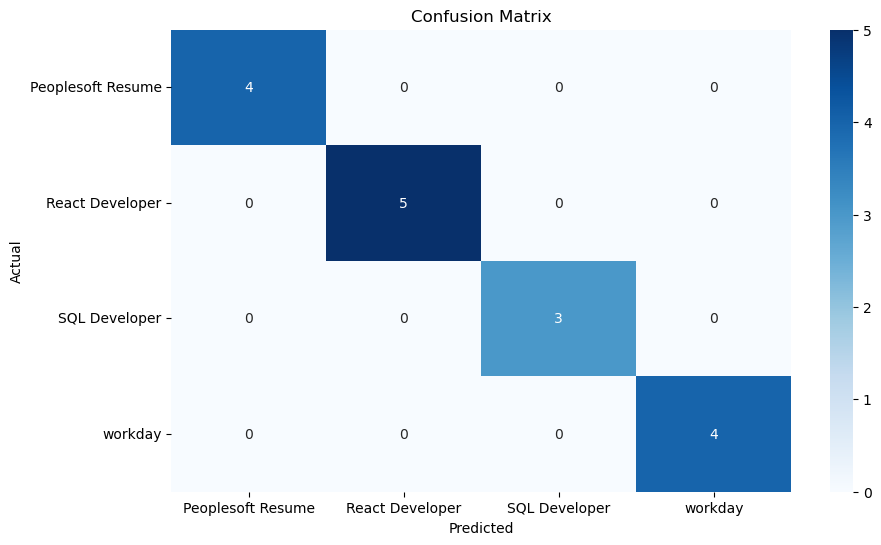 Confusion Matrix
Peoplesoft Resume 4 0 0 0
React Developer 0 5 0 0
SQL Developer 0 0 3 0
workday 0 0 0 4
Actual
Peoplesoft Resume React Developer SQL Developer workday
Predicted
5
4
3
2
1
0